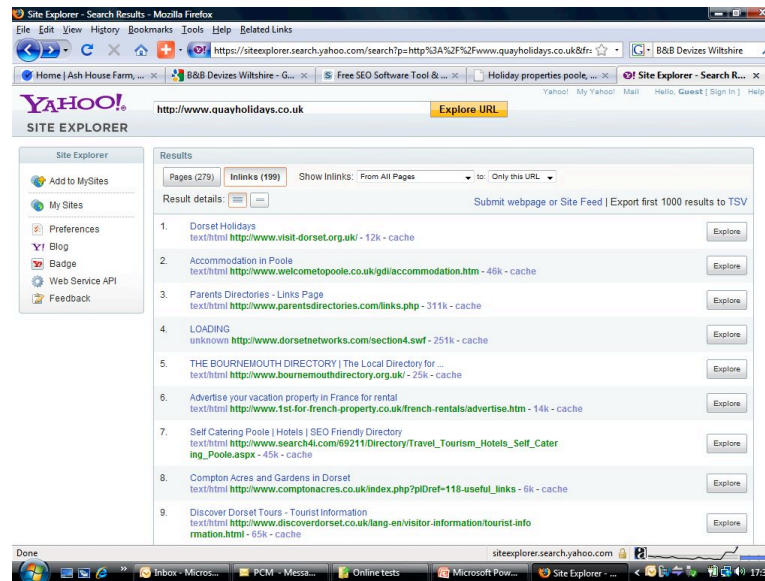 Site Explorer - Search Results - Mozilla Firefox
File Edit View History Bookmarks Tools Help Related Links
https://siteexplorer.search.yahoo.com/search?p=http%3A%2F%2Fwww.quayholidays.co.uk&fr= B&B Devizes Wiltshire
Home | Ash House Farm, ... B&B Devizes Wiltshire - G... Free SEO Software Tool & ... Holiday properties poole, ... Site Explorer - Search R...
Yahoo! My Yahoo! Mail Hello, Guest [ Sign In ] Help
YAHOO!
SITE EXPLORER
http://www.quayholidays.co.uk Explore URL
Site Explorer
Add to MySites
My Sites
Preferences
Blog
Badge
Web Service API
Feedback
Results
Pages (279) Inlinks (199) Show Inlinks: From All Pages to: Only this URL
Result details: Submit webpage or Site Feed | Export first 1000 results to TSV
1. Dorset Holidays Explore
text/html http://www.visit-dorset.org.uk/ - 12k - cache
2. Accommodation in Poole Explore
text/html http://www.welcometopoole.co.uk/gdi/accommodation.htm - 46k - cache
3. Parents Directories - Links Page Explore
text/html http://www.parentsdirectories.com/links.php - 311k - cache
4. LOADING Explore
unknown http://www.dorsetnetworks.com/section4.swf - 251k - cache
5. THE BOURNEMOUTH DIRECTORY | The Local Directory for ... Explore
text/html http://www.bournemouthdirectory.org.uk/ - 25k - cache
6. Advertise your vacation property in France for rental Explore
text/html http://www.1st-for-french-property.co.uk/french-rentals/advertise.htm - 14k - cache
7. Self Catering Poole | Hotels | SEO Friendly Directory Explore
text/html http://www.search4i.com/69211/Directory/Travel_Tourism_Hotels_Self_Cater
ing_Poole.aspx - 45k - cache
8. Compton Acres and Gardens in Dorset Explore
text/html http://www.comptonacres.co.uk/index.php?pIDref=118-useful_links - 6k - cache
9. Discover Dorset Tours - Tourist Information Explore
text/html http://www.discoverdorset.co.uk/lang-en/visitor-information/tourist-info
rmation.html - 65k - cache
Done siteexplorer.search.yahoo.com
Inbox - Micros... PCM - Messa... Online tests Microsoft Pow... Site Explorer - ...